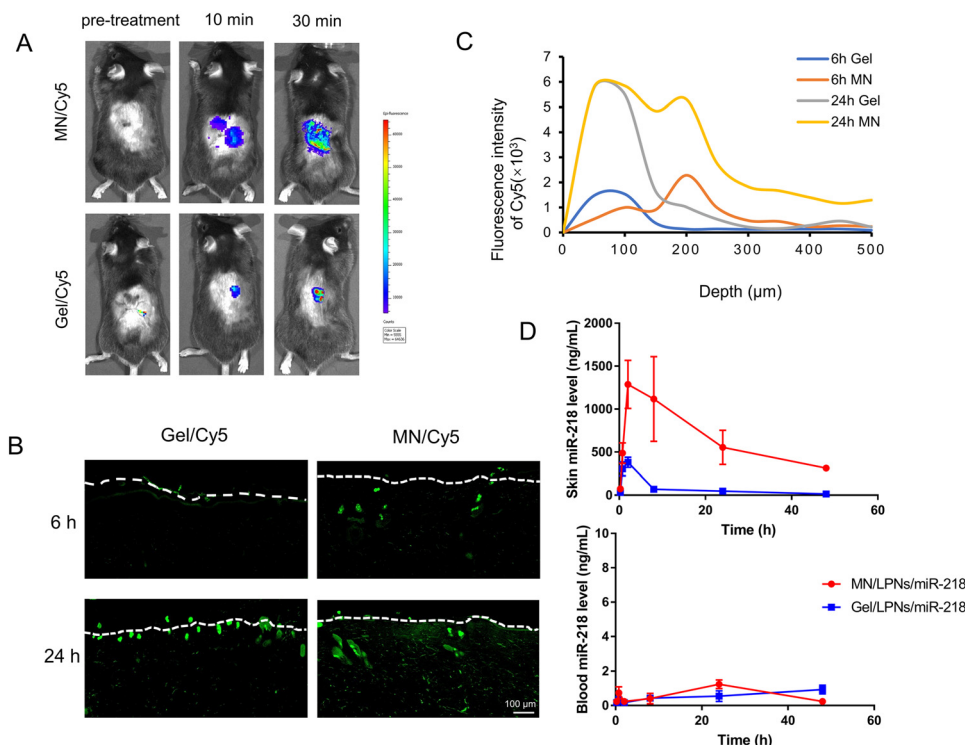 A
pre-treatment
10 min
30 min
MN/Cy5
Gel/Cy5
60000
Counts
Color Scale
B
Gel/Cy5
MN/Cy5
6 h
24 h
100 µm
C
Fluorescence intensity
of Cy5(×10³)
7
6
5
4
3
2
1
0
0
100
200
300
400
500
Depth (µm)
6h Gel
6h MN
24h Gel
24h MN
D
Skin miR-218 level (ng/mL)
2000
1500
1000
500
0
0
20
40
60
Time (h)
Blood miR-218 level (ng/mL)
10
8
6
4
2
0
0
20
40
60
Time (h)
MN/LPNs/miR-218
Gel/LPNs/miR-218